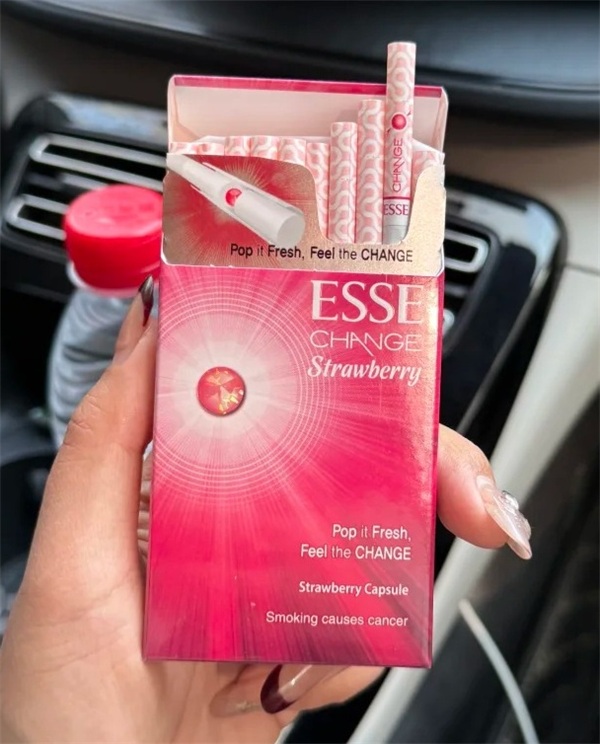 CHANGE
ESSE
Pop it Fresh, Feel the CHANGE
ESSE
CHANGE
Strawberry
Pop it Fresh,
Feel the CHANGE
Strawberry Capsule
Smoking causes cancer